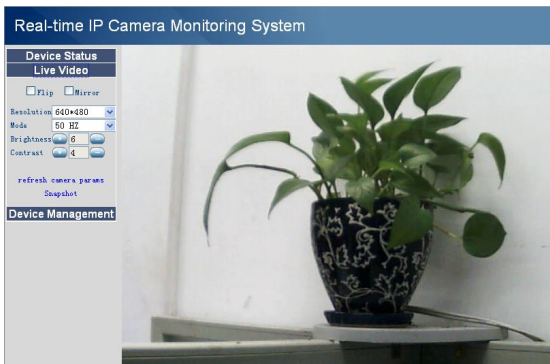 Real-time IP Camera Monitoring System
Device Status
Live Video
Flip Mirror
Resolution 640*480
Mode 50 HZ
Brightness 6
Contrast 4
refresh camera params
Snapshot
Device Management